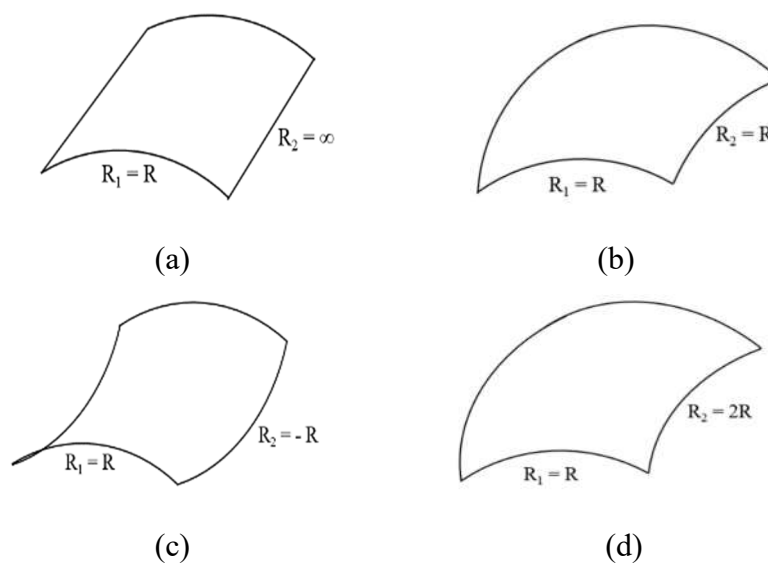 R₂ = ∞
R₁ = R
(a)
R₂ = R
R₁ = R
(b)
R₂ = - R
R₁ = R
(c)
R₂ = 2R
R₁ = R
(d)